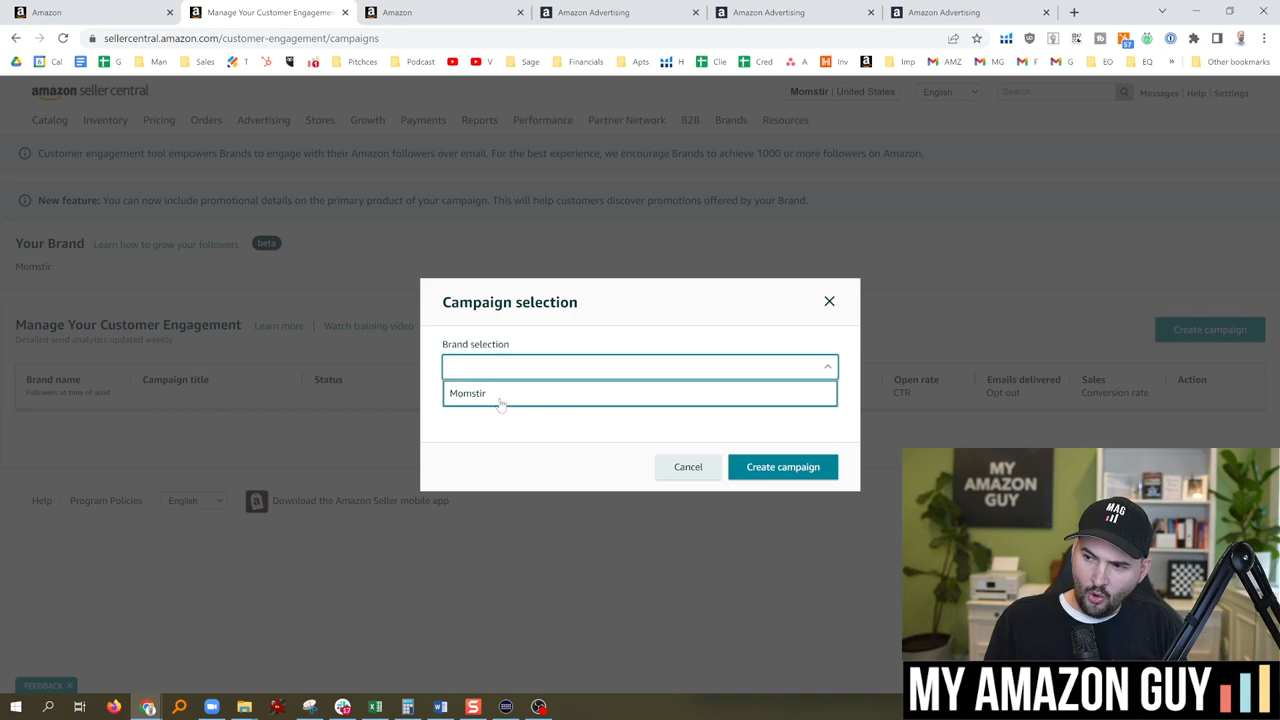 Amazon
Manage Your Customer Engagement
Amazon
Amazon Advertising
Amazon Advertising
Amazon Advertising
sellercentral.amazon.com/customer-engagement/campaigns
57
6 Cal
G
Man
Sales
T
Pitchces
Podcast
V
Sage
Financials
Apts
H
Clie
Cred
A
Inv
Imp
AMZ
MG
F
G
EO
EQ
»
Other bookmarks
amazon seller central
Momstir | United States
English
Search
Messages | Help | Settings
Catalog Inventory Pricing Orders Advertising Stores Growth Payments Reports Performance Partner Network B2B Brands Resources
Customer engagement tool empowers Brands to engage with their Amazon followers over email. For the best experience, we encourage Brands to achieve 1000 or more followers on Amazon.
New feature: You can now include promotional details on the primary product of your campaign. This will help customers discover promotions offered by your Brand.
Your Brand Learn how to grow your followers beta
Momstir
Campaign selection
Brand selection
Momstir
Cancel
Create campaign
Manage Your Customer Engagement Learn more | Watch training video
Detailed send analytics updated weekly
Create campaign
Brand name Campaign title Status Open rate Emails delivered Sales Action
Followers at time of send CTR Opt out Conversion rate
Help Program Policies English Download the Amazon Seller mobile app
FEEDBACK ×
MY
AMAZON
GUY
MAG
MY AMAZON GUY